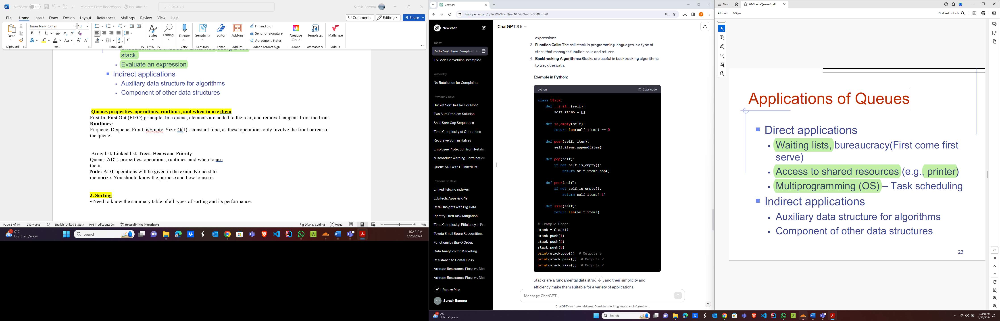 AutoSave Off Midterm Exam Review.docx No Label Search Suresh Bamma
File Home Insert Draw Design Layout References Mailings Review View Help Comments Editing Share
Paste
Clipboard
Times New Roman 10
B I U ab x₂ x²
A A Aa A A
Font
Paragraph
Styles
Styles
Editing
Dictate
Voice
Sensitivity
Sensitivity
Editor
Editor
Add-ins
Add-ins
Fill and Sign
Send for Signature
Agreement Status
Adobe Acrobat Sign
Creative
Cloud
Adobe
Templates
officeatwork
MathType
Add-in
stack.
Evaluate an expression
Indirect applications
Auxiliary data structure for algorithms
Component of other data structures
Queues properties, operations, runtimes, and when to use them
First In, First Out (FIFO) principle. In a queue, elements are added to the rear, and removal happens from the front.
Runtimes:
Enqueue, Dequeue, Front, isEmpty, Size: O(1) - constant time, as these operations only involve the front or rear of
the queue.
Array list, Linked list, Trees, Heaps and Priority
Queues ADT: properties, operations, runtimes, and when to use
them.
Note: ADT operations will be given in the exam. No need to
memorize. You should know the purpose and how to use it.
3. Sorting
• Need to know the summary table of all types of sorting and its performance.
Page 3 of 10 1289 words English (United States) Text Predictions: On Accessibility: Investigate Display Settings Focus 140%
1 0°C
Light rain/snow
Search
10:48 PM
1/25/2024
ChatGPT
chat.openai.com/c/1e300a92-c7fe-4107-959e-4b630480c328
New chat
Today
Radix Sort Time Complexi
TS Code Conversion: example3
Yesterday
No Retaliation for Complaints
Previous 7 Days
Bucket Sort: In-Place or Not?
Two Sum Problem Solution
Shell Sort: Gap Sequences
Time Complexity of Operations
Recursive Sum in Halves
Employee Protection from Retaliat
Misconduct Warning: Termination
Queue ADT with DLinkedList
Previous 30 Days
Linked lists, no indexes.
EduTech: Apps & KPIs
Retail Insights with Big Data
Identity Theft Risk Mitigation
Time Complexity: Efficiency in Pro
Toyota Email Spurs Recognition.
Functions by Big-O Order.
Data Analytics for Marketing
Resistance to Dental Floss
Attitude Resistance: Floss vs. Diet
Attitude Resistance: Floss vs. Diet
Renew Plus
SU Suresh Bamma
ChatGPT 3.5
expressions.
3. Function Calls: The call stack in programming languages is a type of
stack that manages function calls and returns.
4. Backtracking Algorithms: Stacks are useful in backtracking algorithms
to track the path.
Example in Python:
python Copy code
class Stack:
def __init__(self):
self.items = []
def is_empty(self):
return len(self.items) == 0
def push(self, item):
self.items.append(item)
def pop(self):
if not self.is_empty():
return self.items.pop()
def peek(self):
if not self.is_empty():
return self.items[-1]
def size(self):
return len(self.items)
# Example Usage
stack = Stack()
stack.push(1)
stack.push(2)
stack.push(3)
print(stack.pop()) # Outputs 3
print(stack.peek()) # Outputs 2
print(stack.size()) # Outputs 2
Stacks are a fundamental data struc , and their simplicity and
efficiency make them suitable for a variety of applications.
Message ChatGPT...
ChatGPT can make mistakes. Consider checking important information.
?
1 0°C
Light rain/snow
Search
Menu 03-Stack-Queue-1.pdf
All tools E-Sign Find text or tools
Applications of Queues
Direct applications
Waiting lists, bureaucracy(First come first
serve)
Access to shared resources (e.g., printer)
Multiprogramming (OS) – Task scheduling
Indirect applications
Auxiliary data structure for algorithms
Component of other data structures
23
23
41
10:48 PM
1/25/2024